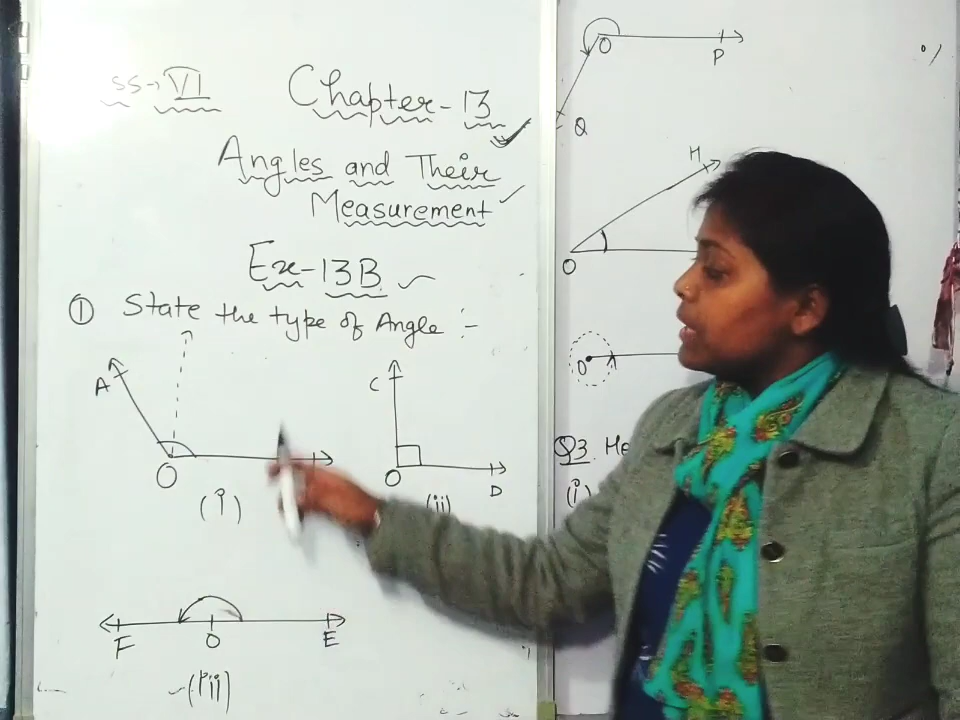 ss-VI
Chapter-13
Angles and Their
Measurement
Ex-13B
① State the type of Angle :-
A
O
(i)
C
O
D
(ii)
F
O
E
(iii)
O
P
Q
H
O
O
Q3. Me
(i)